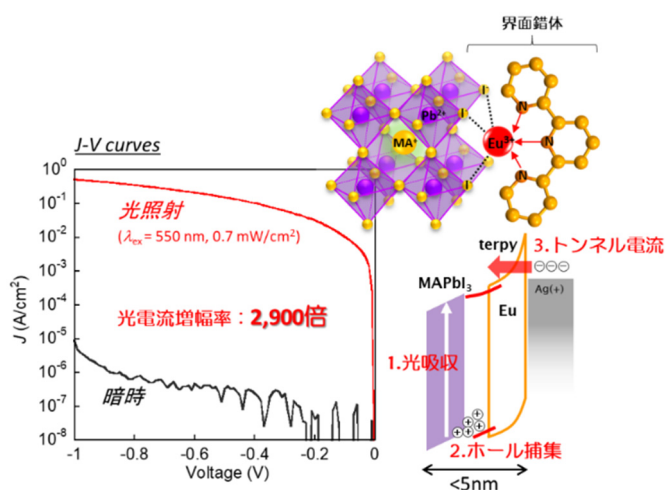 界面錯体
Pb²⁺
MA⁺
I⁻
I⁻
I⁻
Eu³⁺
N
N
N
J-V curves
10⁰
10⁻¹
10⁻²
10⁻³
10⁻⁴
10⁻⁵
10⁻⁶
10⁻⁷
10⁻⁸
J (A/cm²)
光照射
(λex = 550 nm, 0.7 mW/cm²)
光電流増幅率:2,900倍
暗時
-1
-0.8
-0.6
-0.4
-0.2
0
Voltage (V)
terpy
3.トンネル電流
MAPbI₃
Eu
Ag(+)
1.光吸収
2.ホール捕集
<5nm